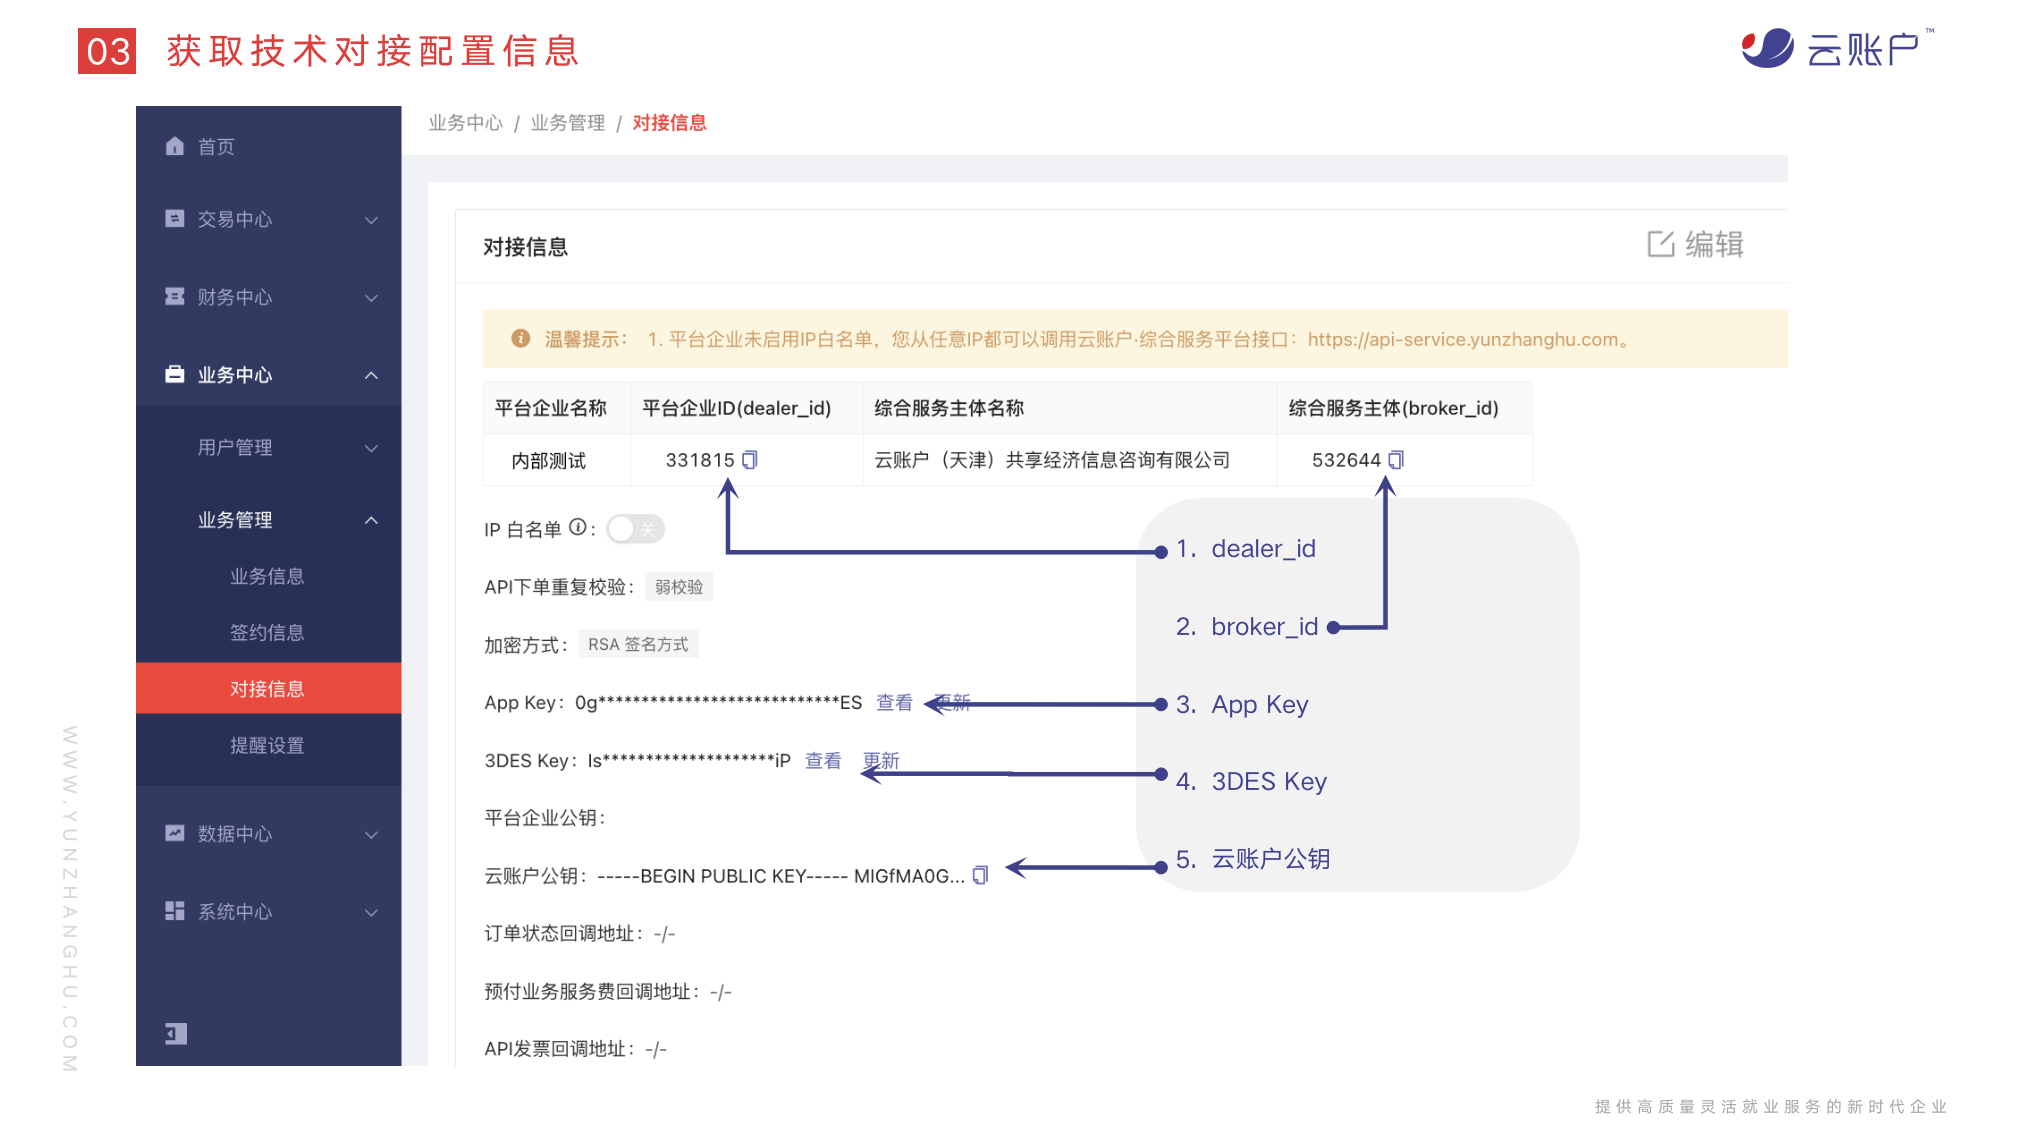 03 获取技术对接配置信息
云账户™
首页
交易中心
财务中心
业务中心
用户管理
业务管理
业务信息
签约信息
对接信息
提醒设置
数据中心
系统中心
业务中心 / 业务管理 / 对接信息
对接信息
编辑
温馨提示： 1. 平台企业未启用IP白名单，您从任意IP都可以调用云账户·综合服务平台接口：https://api-service.yunzhanghu.com。
平台企业名称 平台企业ID(dealer_id) 综合服务主体名称 综合服务主体(broker_id)
内部测试 331815 云账户（天津）共享经济信息咨询有限公司 532644
IP 白名单 : 关
API下单重复校验： 弱校验
加密方式： RSA 签名方式
App Key：0g****************************ES 查看 更新
3DES Key：Is********************iP 查看 更新
平台企业公钥：
云账户公钥：-----BEGIN PUBLIC KEY----- MIGfMA0G...
订单状态回调地址：-/-
预付业务服务费回调地址：-/-
API发票回调地址：-/-
1. dealer_id
2. broker_id
3. App Key
4. 3DES Key
5. 云账户公钥
WWW.YUNZHANGHU.COM
提供高质量灵活就业服务的新时代企业